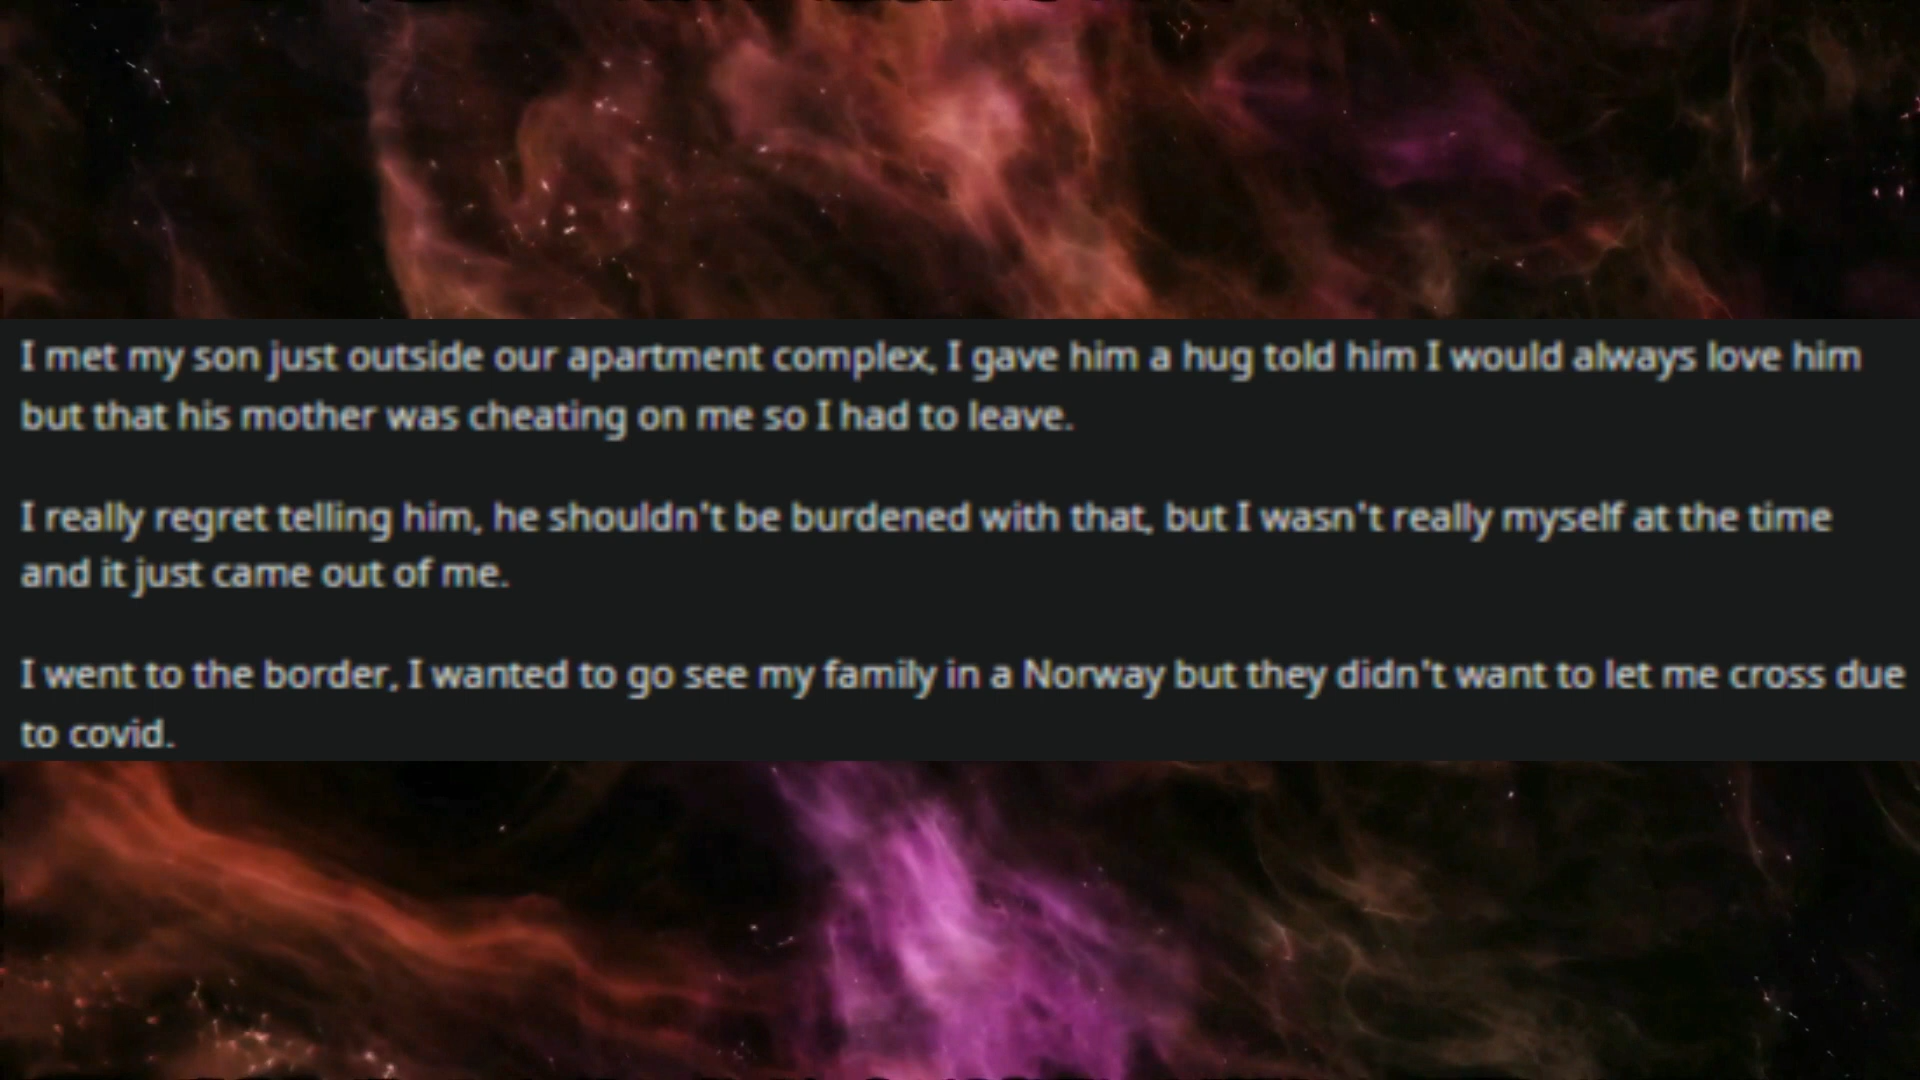 I met my son just outside our apartment complex, I gave him a hug told him I would always love him
but that his mother was cheating on me so I had to leave.
I really regret telling him, he shouldn't be burdened with that, but I wasn't really myself at the time
and it just came out of me.
I went to the border, I wanted to go see my family in a Norway but they didn't want to let me cross due
to covid.